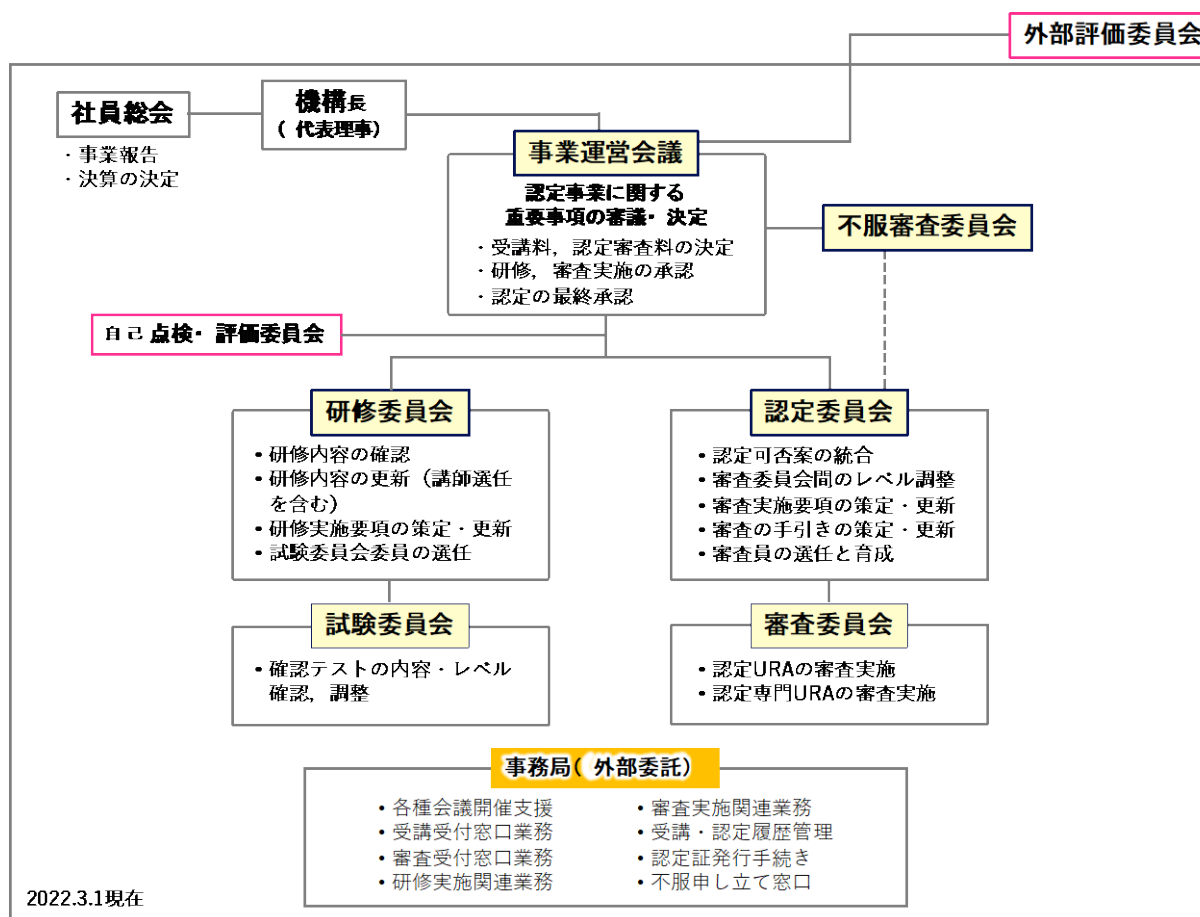 外部評価委員会
社員総会
・事業報告
・決算の決定
機構長
(代表理事)
事業運営会議
認定事業に関する
重要事項の審議・決定
・受講料，認定審査料の決定
・研修，審査実施の承認
・認定の最終承認
不服審査委員会
自己点検・評価委員会
研修委員会
• 研修内容の確認
• 研修内容の更新（講師選任
を含む）
• 研修実施要項の策定・更新
• 試験委員会委員の選任
認定委員会
• 認定可否案の統合
• 審査委員会間のレベル調整
• 審査実施要項の策定・更新
• 審査の手引きの策定・更新
• 審査員の選任と育成
試験委員会
• 確認テストの内容・レベル
確認，調整
審査委員会
• 認定URAの審査実施
• 認定専門URAの審査実施
事務局(外部委託)
• 各種会議開催支援
• 受講受付窓口業務
• 審査受付窓口業務
• 研修実施関連業務
• 審査実施関連業務
• 受講・認定履歴管理
• 認定証発行手続き
• 不服申し立て窓口
2022.3.1現在